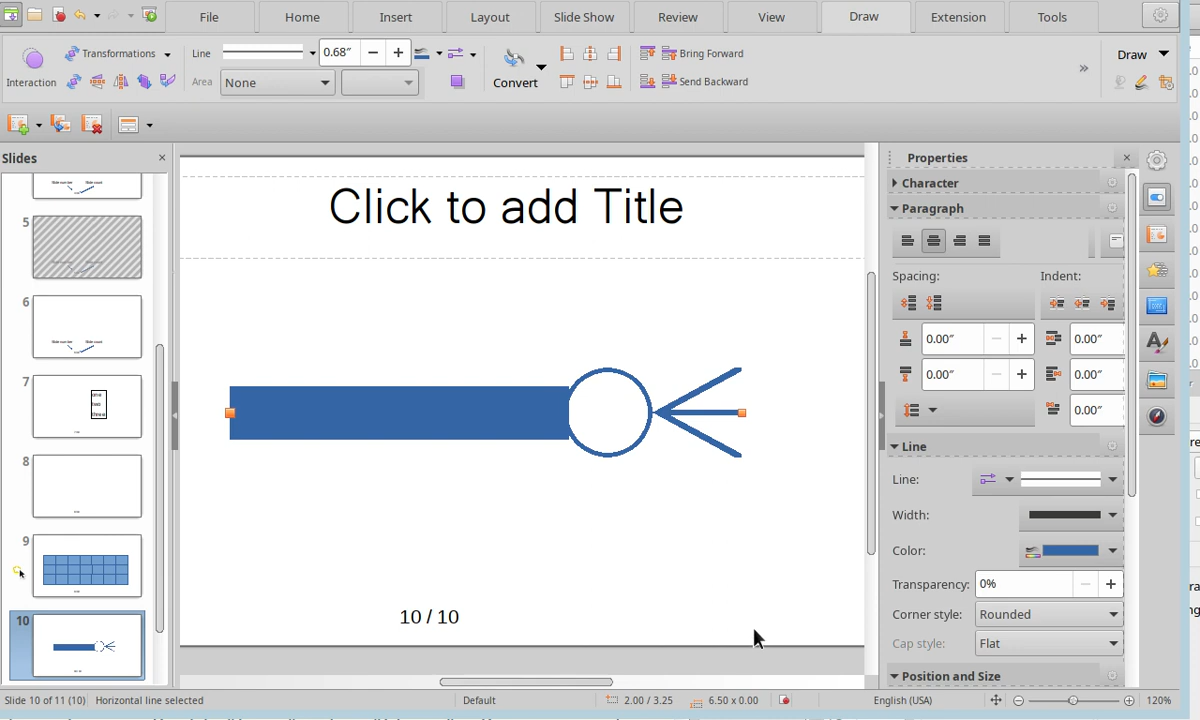 File Home Insert Layout Slide Show Review View Draw Extension Tools
Transformations Line 0.68″ Bring Forward Draw
Interaction Area None Convert Send Backward
Slides
Click to add Title
Properties
Character
Paragraph
Spacing: Indent:
0.00″ 0.00″
0.00″ 0.00″
0.00″
Line
Line:
Width:
Color:
Transparency: 0%
Corner style: Rounded
Cap style: Flat
Position and Size
5
6
7
one
two
three
8
9
10
10 / 10
Slide 10 of 11 (10) Horizontal line selected Default 2.00 / 3.25 6.50 x 0.00 English (USA) 120%